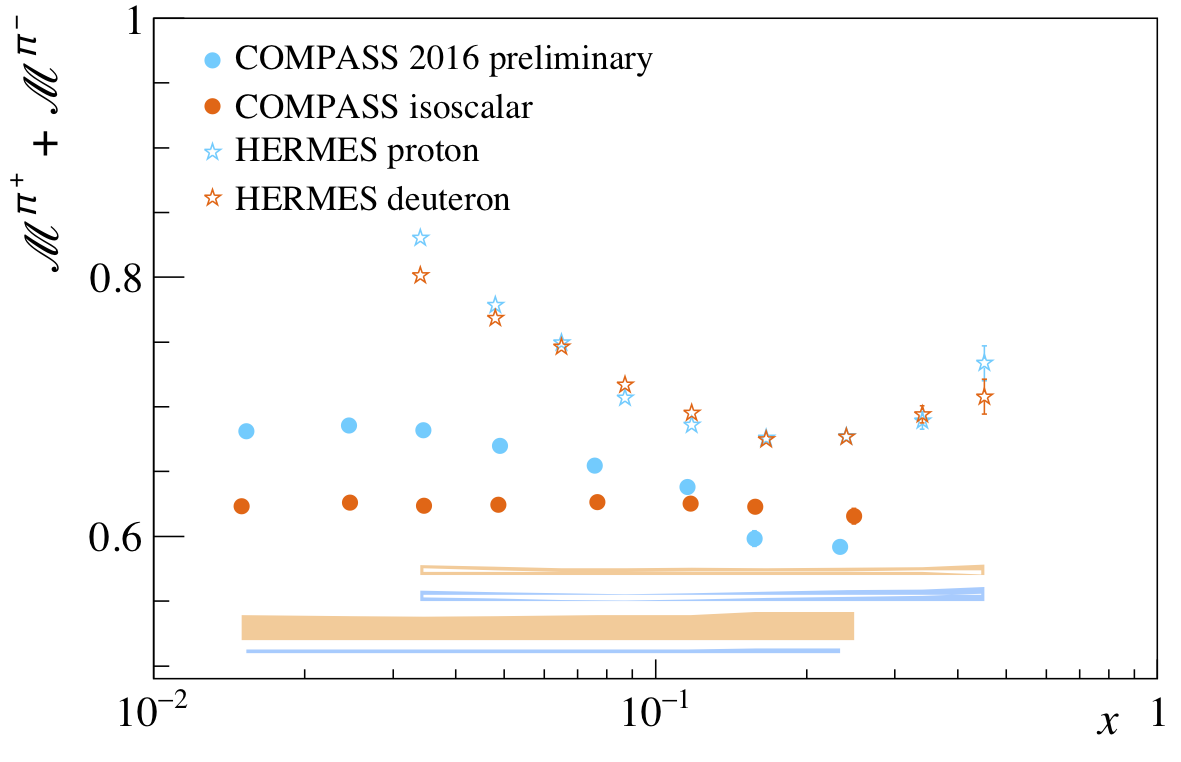 ℳ^π⁺ + ℳ^π⁻
1
COMPASS 2016 preliminary
COMPASS isoscalar
HERMES proton
HERMES deuteron
0.8
0.6
10⁻² 10⁻¹ 1
x